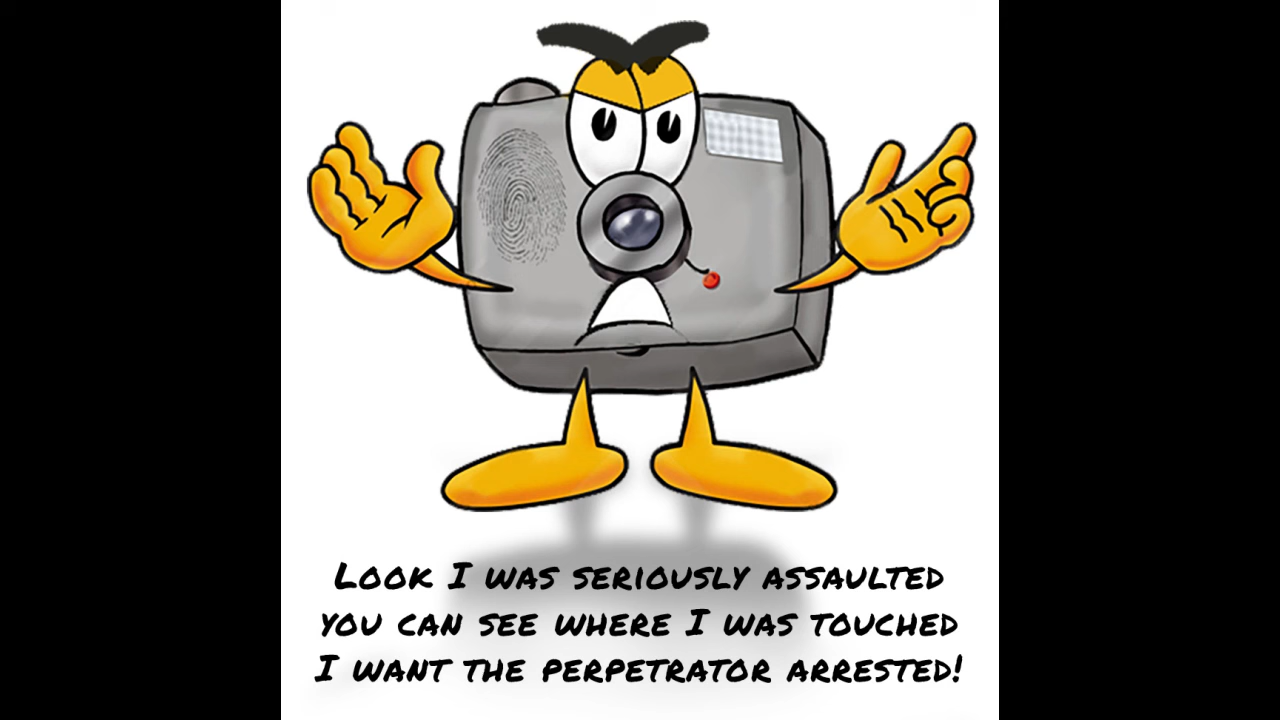 Look I was seriously assaulted
you can see where I was touched
I want the perpetrator arrested!